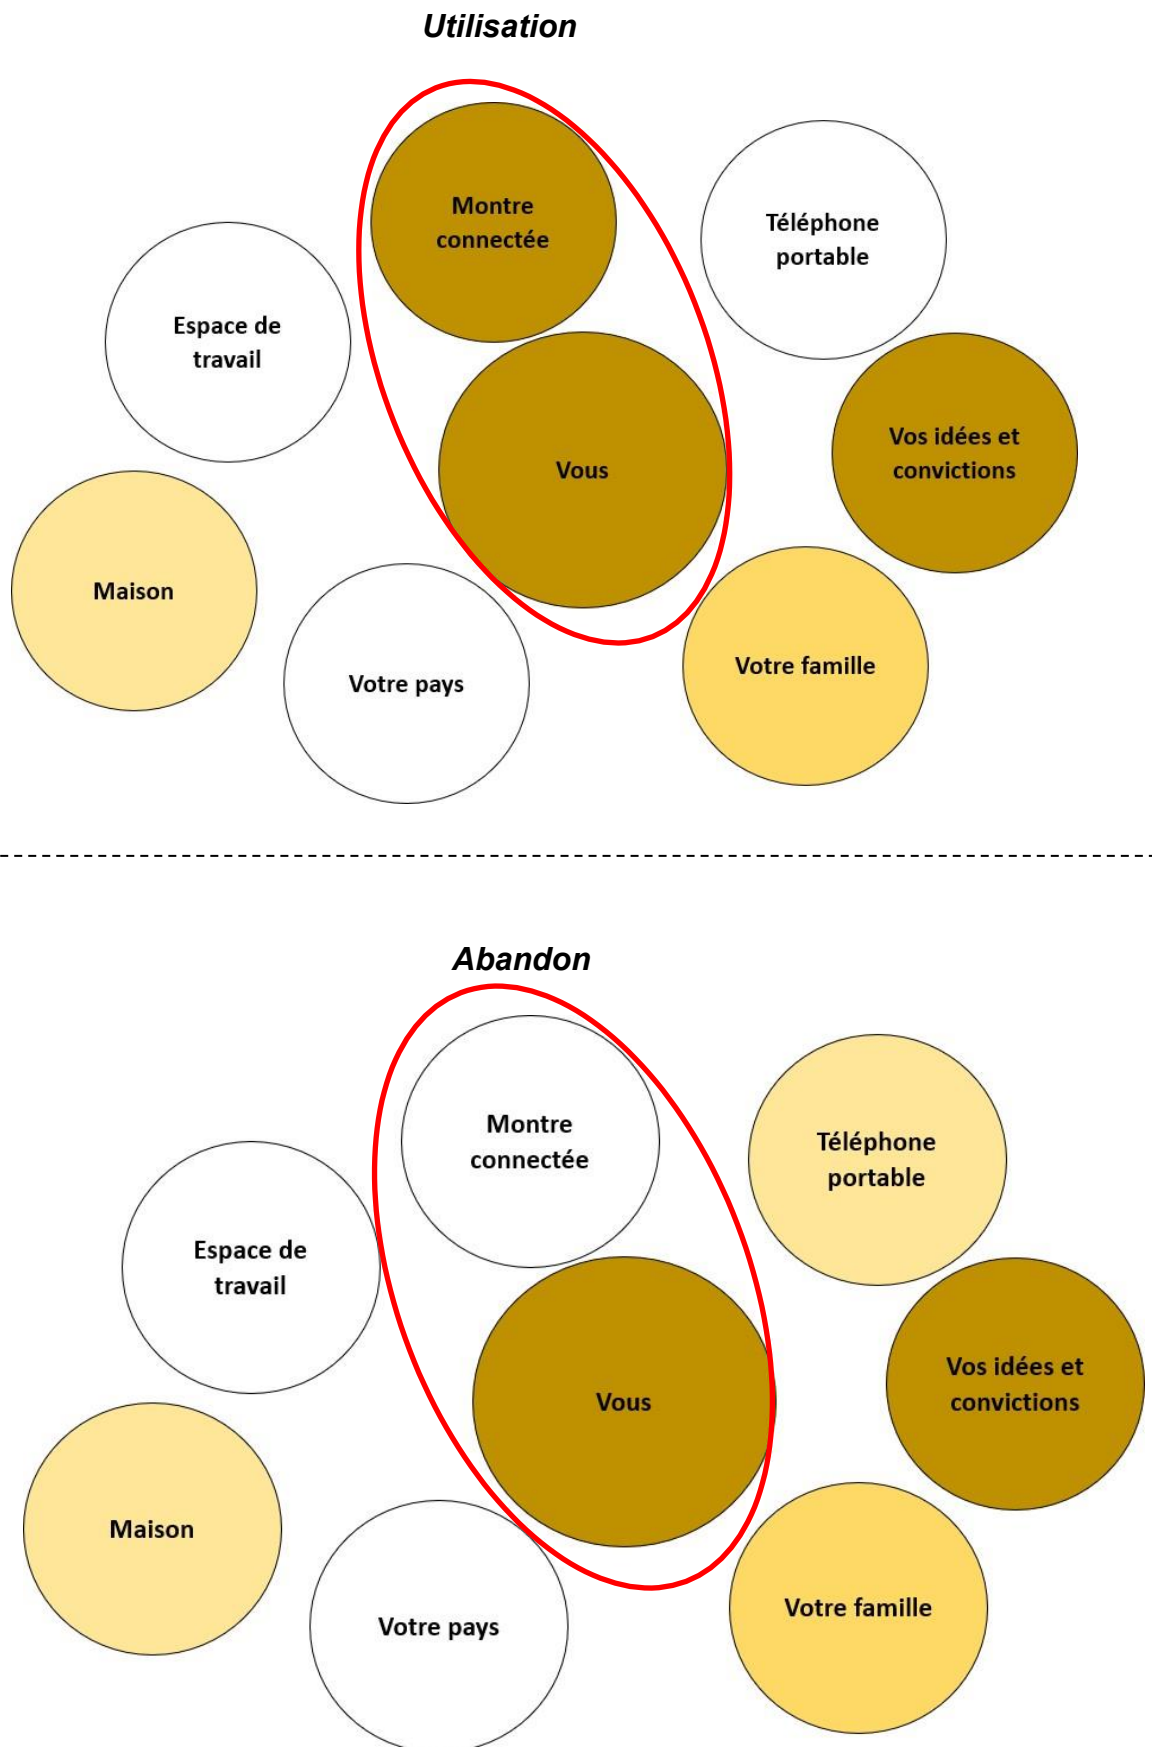 Utilisation
Montre
connectée
Téléphone
portable
Espace de
travail
Vos idées et
convictions
Vous
Maison
Votre famille
Votre pays
Abandon
Montre
connectée
Téléphone
portable
Espace de
travail
Vos idées et
convictions
Vous
Maison
Votre famille
Votre pays